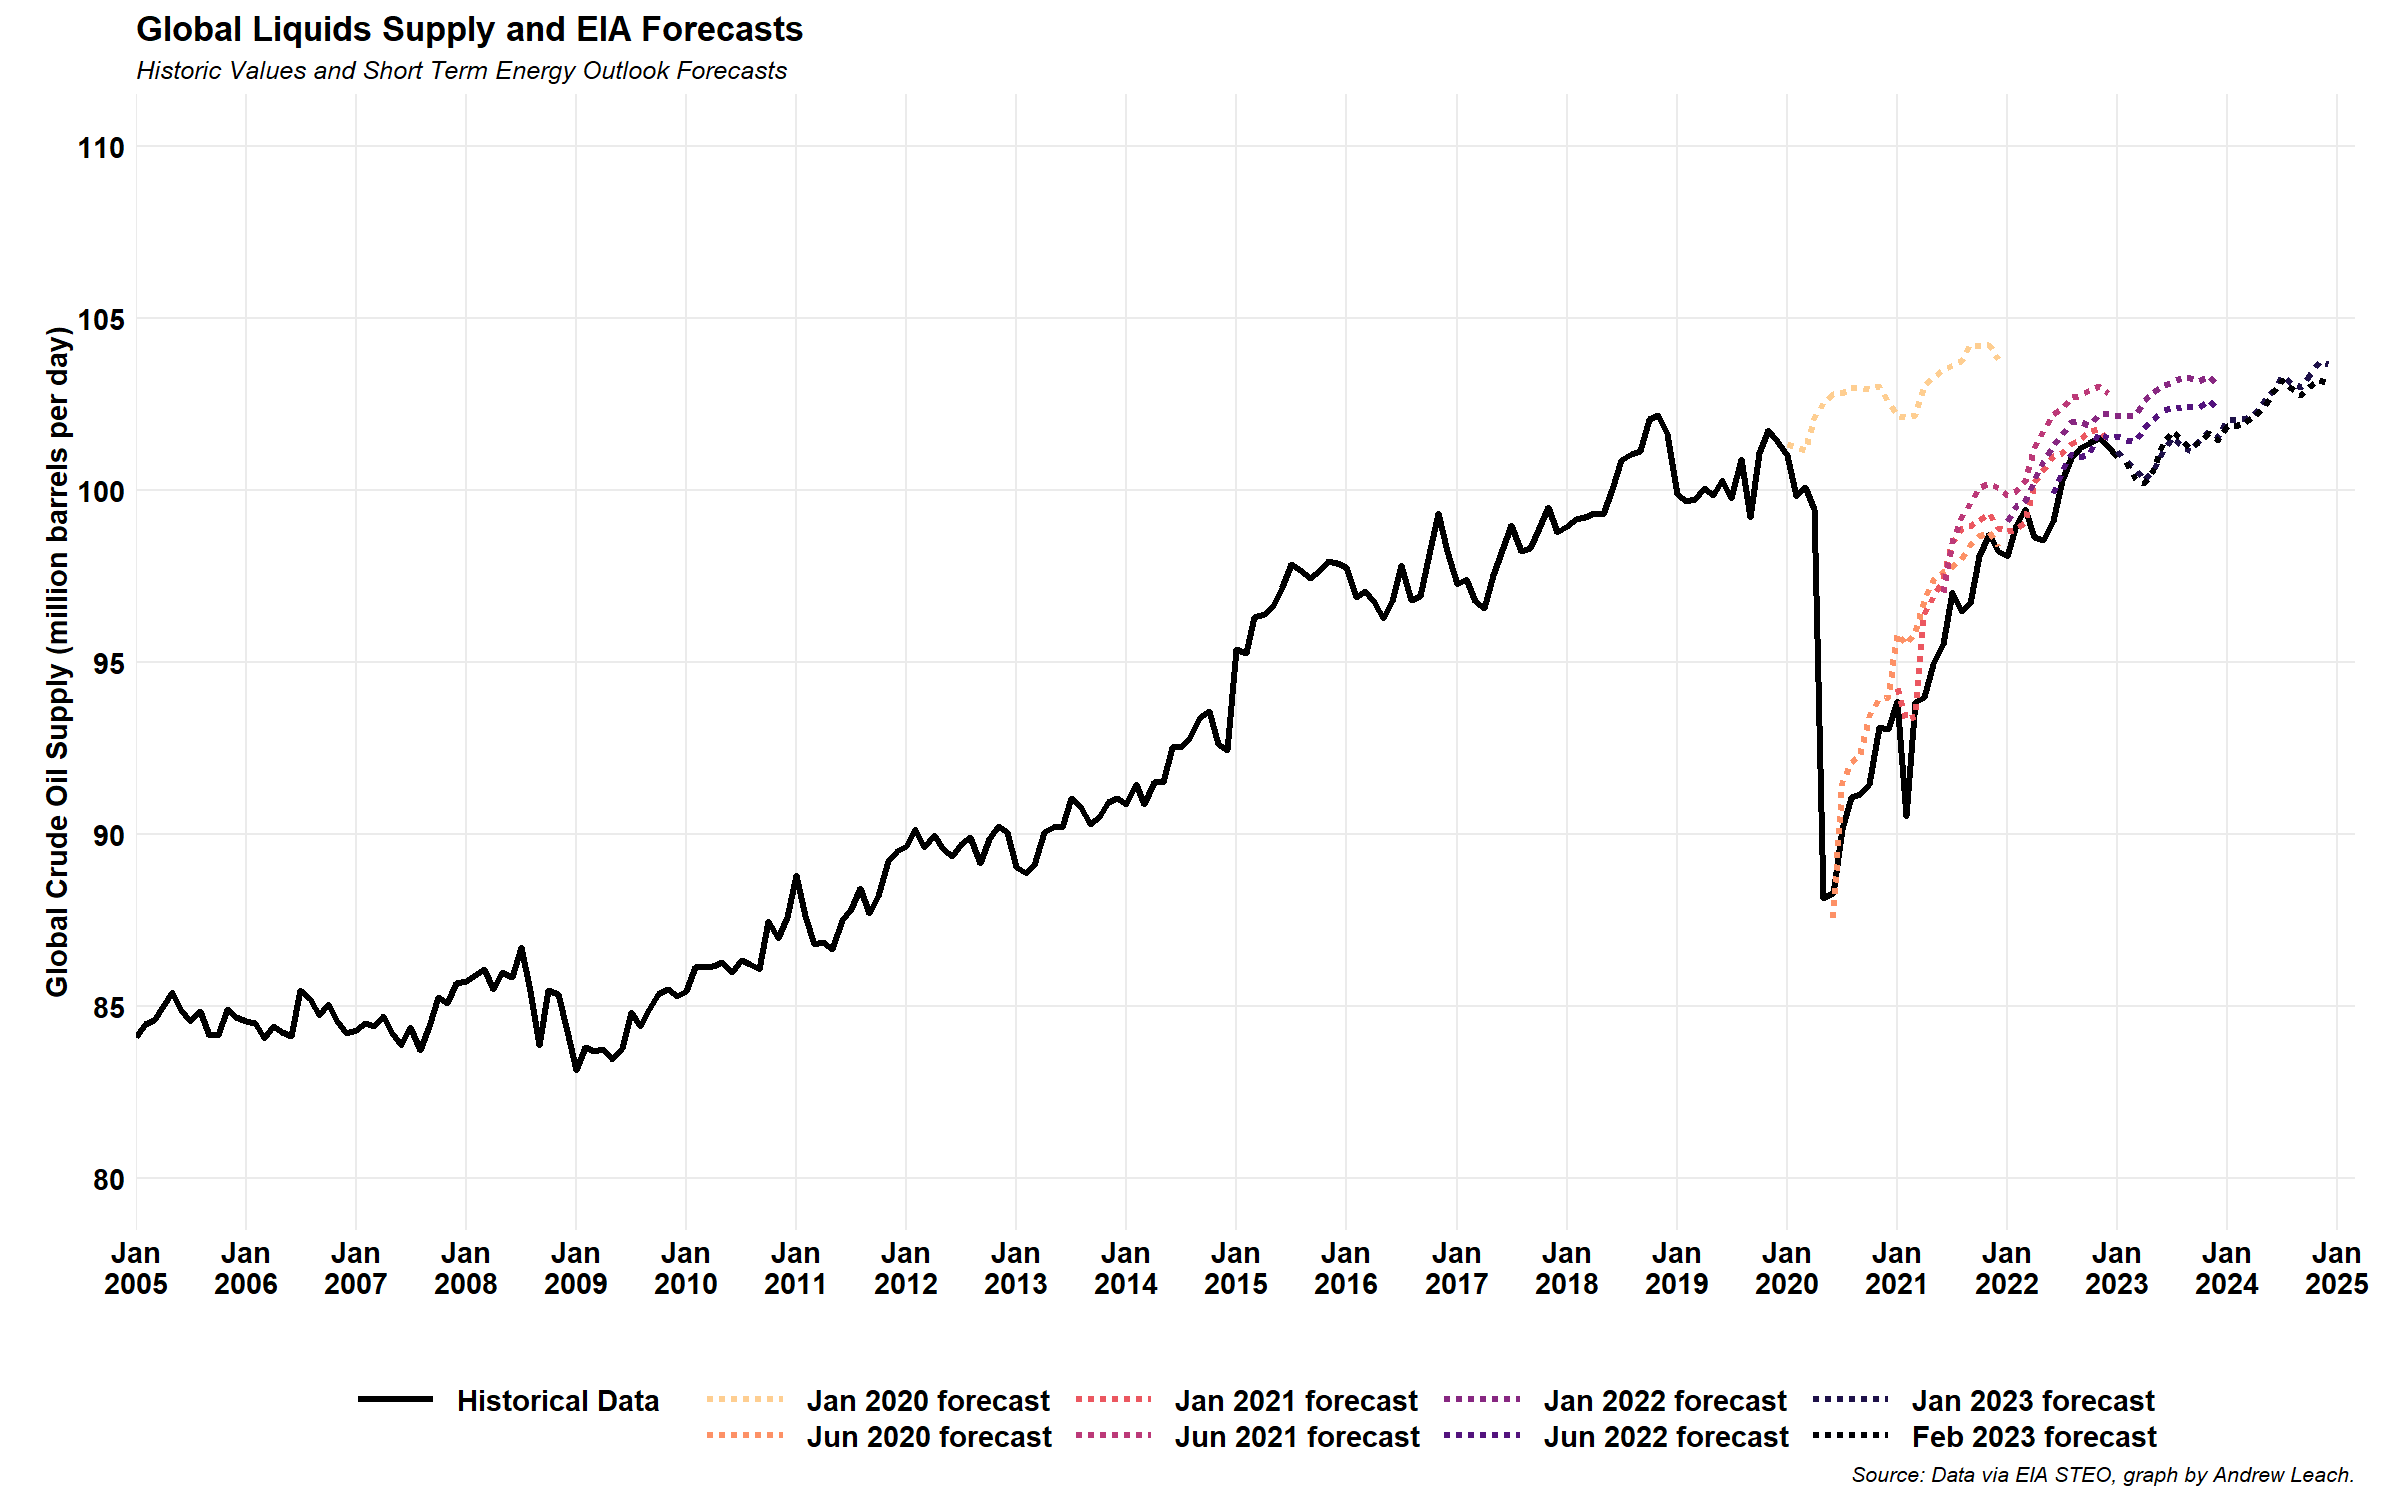 Global Liquids Supply and EIA Forecasts
Historic Values and Short Term Energy Outlook Forecasts
Global Crude Oil Supply (million barrels per day)
110
105
100
95
90
85
80
Jan 2005
Jan 2006
Jan 2007
Jan 2008
Jan 2009
Jan 2010
Jan 2011
Jan 2012
Jan 2013
Jan 2014
Jan 2015
Jan 2016
Jan 2017
Jan 2018
Jan 2019
Jan 2020
Jan 2021
Jan 2022
Jan 2023
Jan 2024
Jan 2025
Historical Data
Jan 2020 forecast
Jun 2020 forecast
Jan 2021 forecast
Jun 2021 forecast
Jan 2022 forecast
Jun 2022 forecast
Jan 2023 forecast
Feb 2023 forecast
Source: Data via EIA STEO, graph by Andrew Leach.